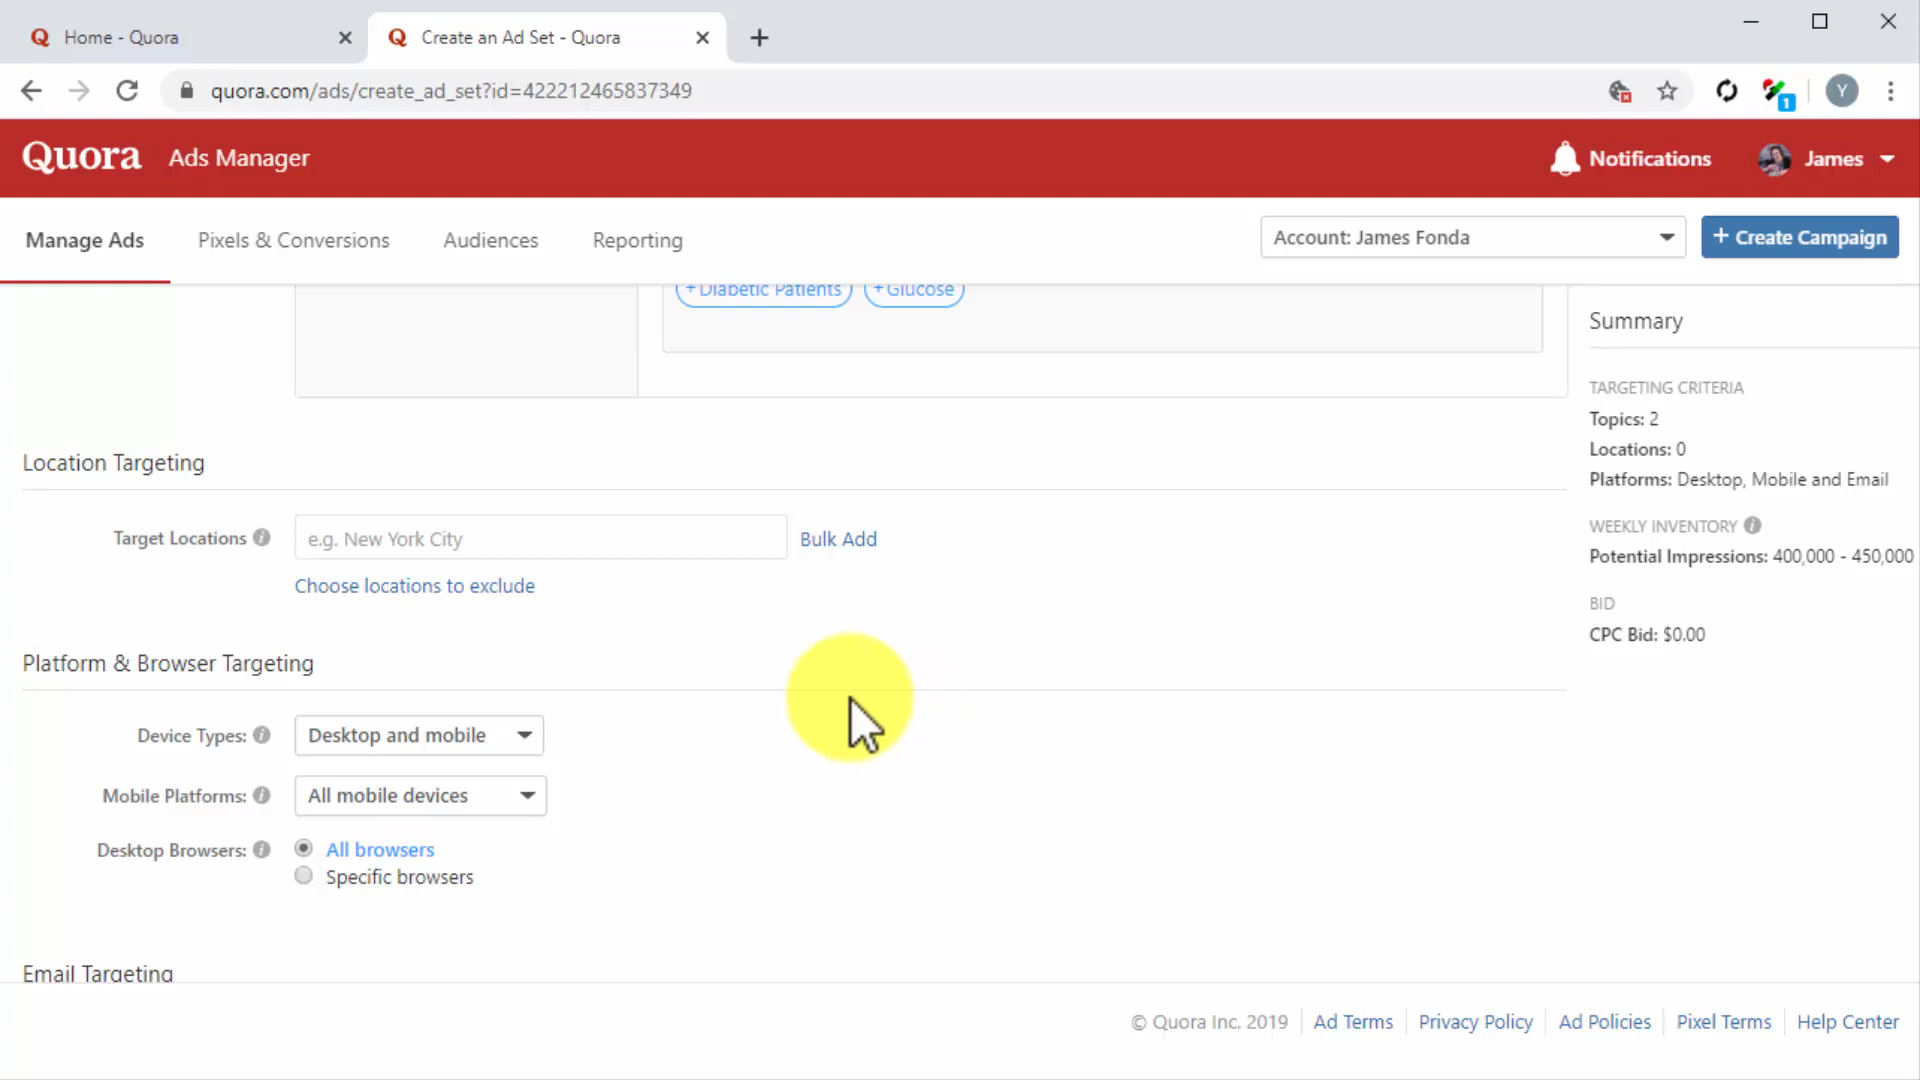 Home - Quora
Create an Ad Set - Quora
quora.com/ads/create_ad_set?id=422212465837349
1
Y
Quora Ads Manager
Notifications
James
Manage Ads
Pixels & Conversions
Audiences
Reporting
Account: James Fonda
+ Create Campaign
+ Diabetic Patients
+ Glucose
Summary
TARGETING CRITERIA
Topics: 2
Locations: 0
Platforms: Desktop, Mobile and Email
WEEKLY INVENTORY
Potential Impressions: 400,000 - 450,000
BID
CPC Bid: $0.00
Location Targeting
Target Locations
e.g. New York City
Bulk Add
Choose locations to exclude
Platform & Browser Targeting
Device Types:
Desktop and mobile
Mobile Platforms:
All mobile devices
Desktop Browsers:
All browsers
Specific browsers
Email Targeting
© Quora Inc. 2019
Ad Terms
Privacy Policy
Ad Policies
Pixel Terms
Help Center